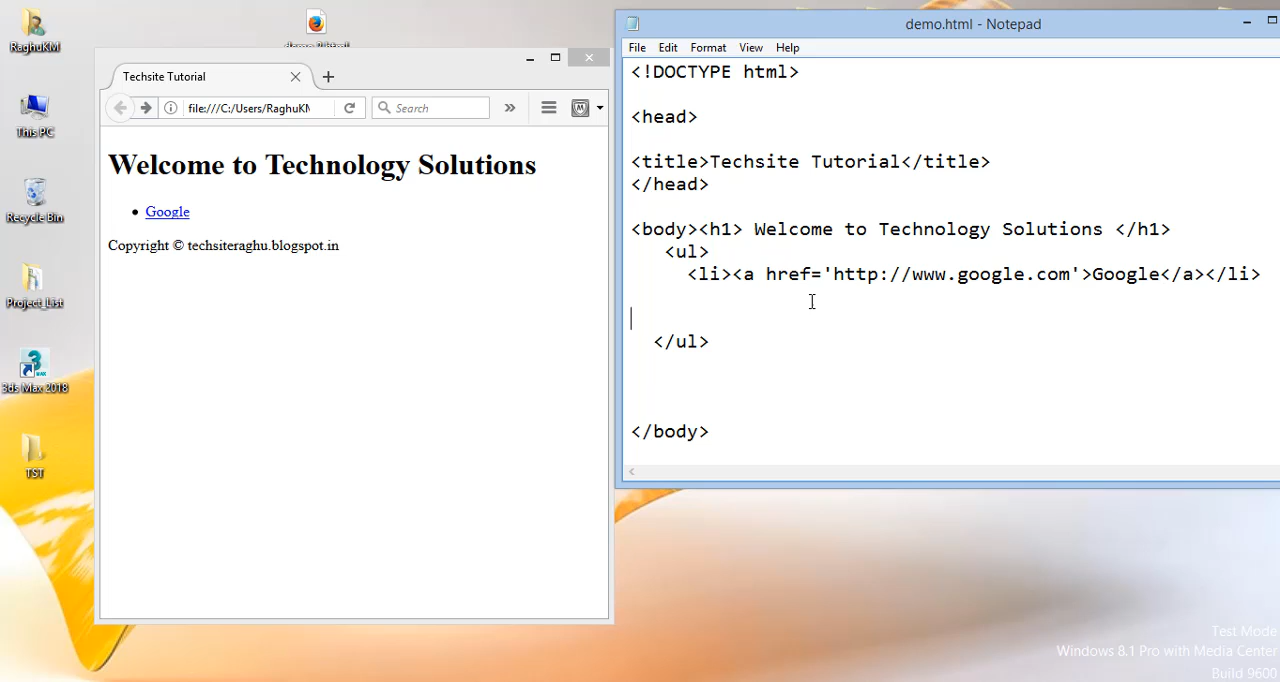 RaghuKM
This PC
Recycle Bin
Project_List
3ds Max 2018
TST
Techsite Tutorial
file:///C:/Users/RaghuKM
Search
Welcome to Technology Solutions
• Google
Copyright © techsiteraghu.blogspot.in
demo.html - Notepad
File Edit Format View Help
<!DOCTYPE html>
<head>
<title>Techsite Tutorial</title>
</head>
<body><h1> Welcome to Technology Solutions </h1>
<ul>
<li><a href='http://www.google.com'>Google</a></li>
</ul>
</body>
Test Mode
Windows 8.1 Pro with Media Center
Build 9600